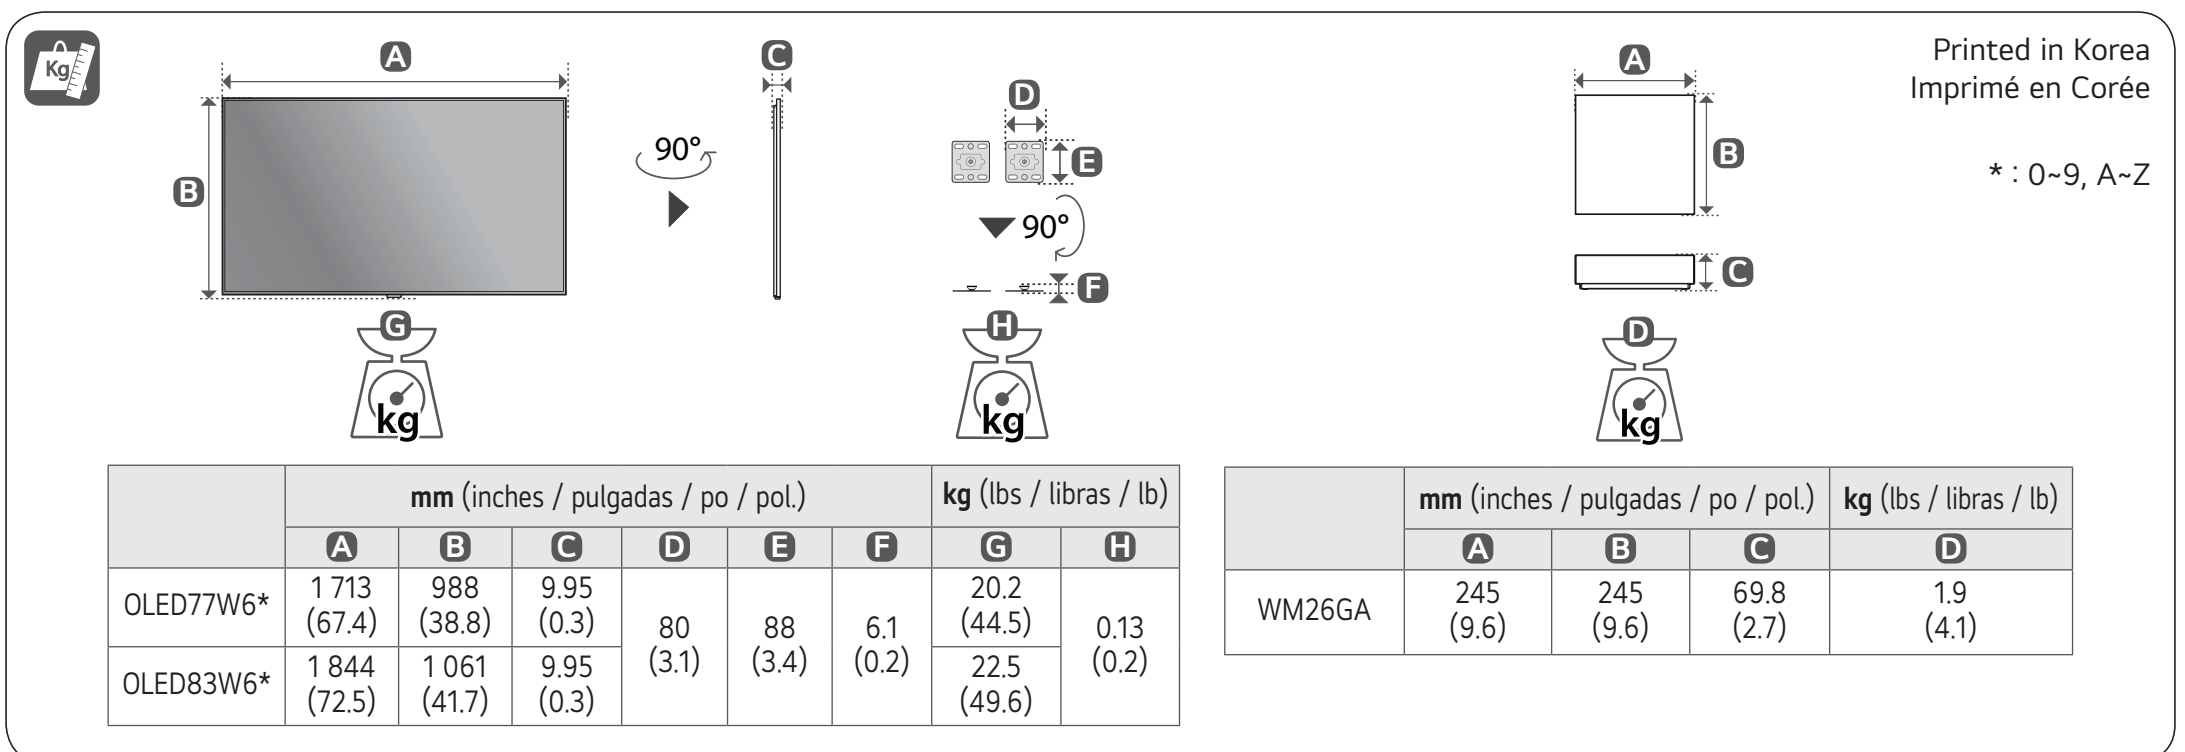 Kg
A
C
D
E
90°
B
90°
F
G
H
kg
kg
A
B
C
D
kg
Printed in Korea
Imprimé en Corée
* : 0~9, A~Z
mm (inches / pulgadas / po / pol.) kg (lbs / libras / lb)
A B C D E F G H
OLED77W6* 1 713 (67.4) 988 (38.8) 9.95 (0.3) 80 (3.1) 88 (3.4) 6.1 (0.2) 20.2 (44.5) 0.13 (0.2)
OLED83W6* 1 844 (72.5) 1 061 (41.7) 9.95 (0.3) 22.5 (49.6)
mm (inches / pulgadas / po / pol.) kg (lbs / libras / lb)
A B C D
WM26GA 245 (9.6) 245 (9.6) 69.8 (2.7) 1.9 (4.1)